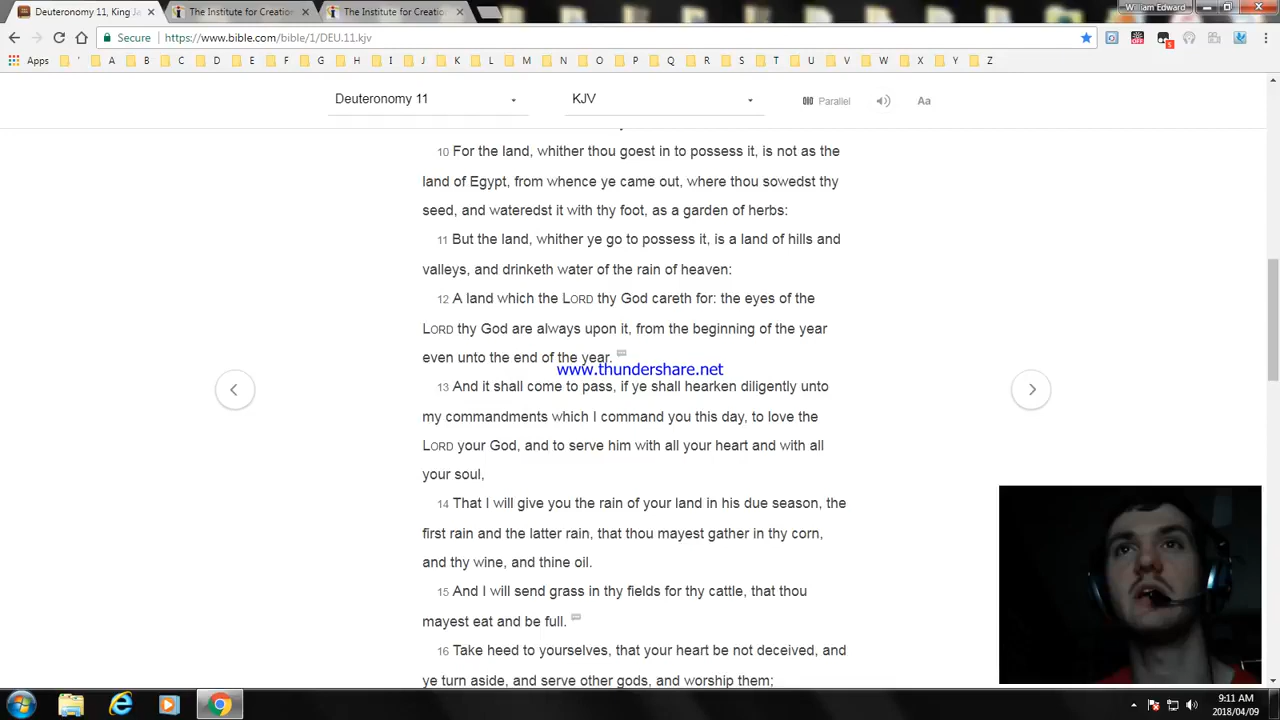 Deuteronomy 11, King Je
The Institute for Creation
The Institute for Creatio
William Edward
Secure
https://www.bible.com/bible/1/DEU.11.kjv
Apps ' A B C D E F G H I J K L M N O P Q R S T U V W X Y Z
Deuteronomy 11
KJV
Parallel
Aa
10 For the land, whither thou goest in to possess it, is not as the
land of Egypt, from whence ye came out, where thou sowedst thy
seed, and wateredst it with thy foot, as a garden of herbs:
11 But the land, whither ye go to possess it, is a land of hills and
valleys, and drinketh water of the rain of heaven:
12 A land which the LORD thy God careth for: the eyes of the
LORD thy God are always upon it, from the beginning of the year
even unto the end of the year.
www.thundershare.net
13 And it shall come to pass, if ye shall hearken diligently unto
my commandments which I command you this day, to love the
LORD your God, and to serve him with all your heart and with all
your soul,
14 That I will give you the rain of your land in his due season, the
first rain and the latter rain, that thou mayest gather in thy corn,
and thy wine, and thine oil.
15 And I will send grass in thy fields for thy cattle, that thou
mayest eat and be full.
16 Take heed to yourselves, that your heart be not deceived, and
ye turn aside, and serve other gods, and worship them;
9:11 AM
2018/04/09